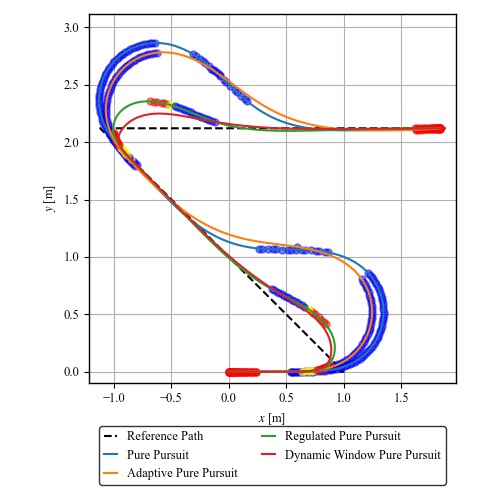 3.0
2.5
2.0
1.5
1.0
0.5
0.0
y [m]
−1.0 −0.5 0.0 0.5 1.0 1.5
x [m]
Reference Path
Pure Pursuit
Adaptive Pure Pursuit
Regulated Pure Pursuit
Dynamic Window Pure Pursuit